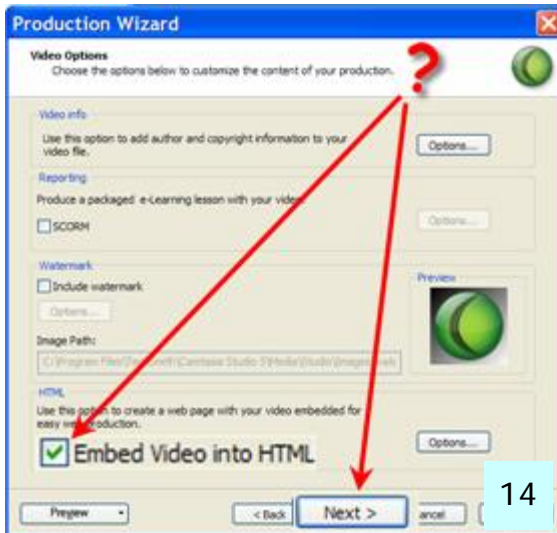 Production Wizard
Video Options
Choose the options below to customize the content of your production.
?
Video info
Use this option to add author and copyright information to your
video file.
Options...
Reporting
Produce a packaged e-Learning lesson with your video
SCORM
Options...
Watermark
Include watermark
Options...
Preview
Image Path:
HTML
Use this option to create a web page with your video embedded for
easy web production.
Embed Video into HTML
Options...
Preview
< Back
Next >
ancel
14